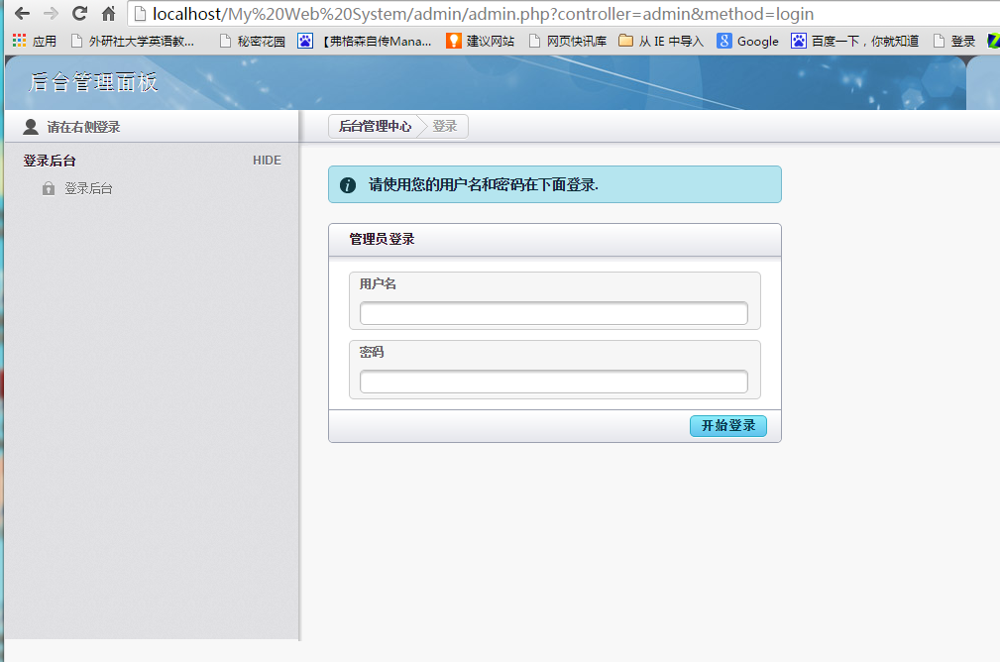 localhost/My%20Web%20System/admin/admin.php?controller=admin&method=login
应用 外研社大学英语教... 秘密花园 【弗格森自传Mana... 建议网站 网页快讯库 从 IE 中导入 Google 百度一下，你就知道 登录
后台管理面板
请在右侧登录
后台管理中心 登录
登录后台 HIDE
登录后台
请使用您的用户名和密码在下面登录.
管理员登录
用户名
密码
开始登录